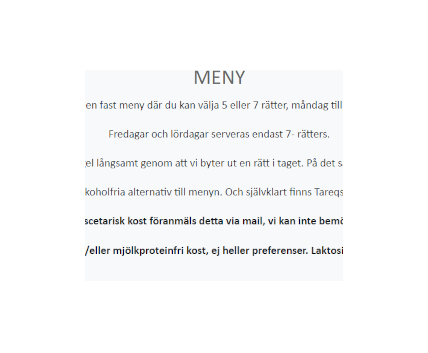 MENY
en fast meny där du kan välja 5 eller 7 rätter, måndag till
Fredagar och lördagar serveras endast 7- rätters.
el långsamt genom att vi byter ut en rätt i taget. På det s
koholfria alternativ till menyn. Och självklart finns Tareqs
scetarisk kost föranmäls detta via mail, vi kan inte bemö
/eller mjölkproteinfri kost, ej heller preferenser. Laktosi